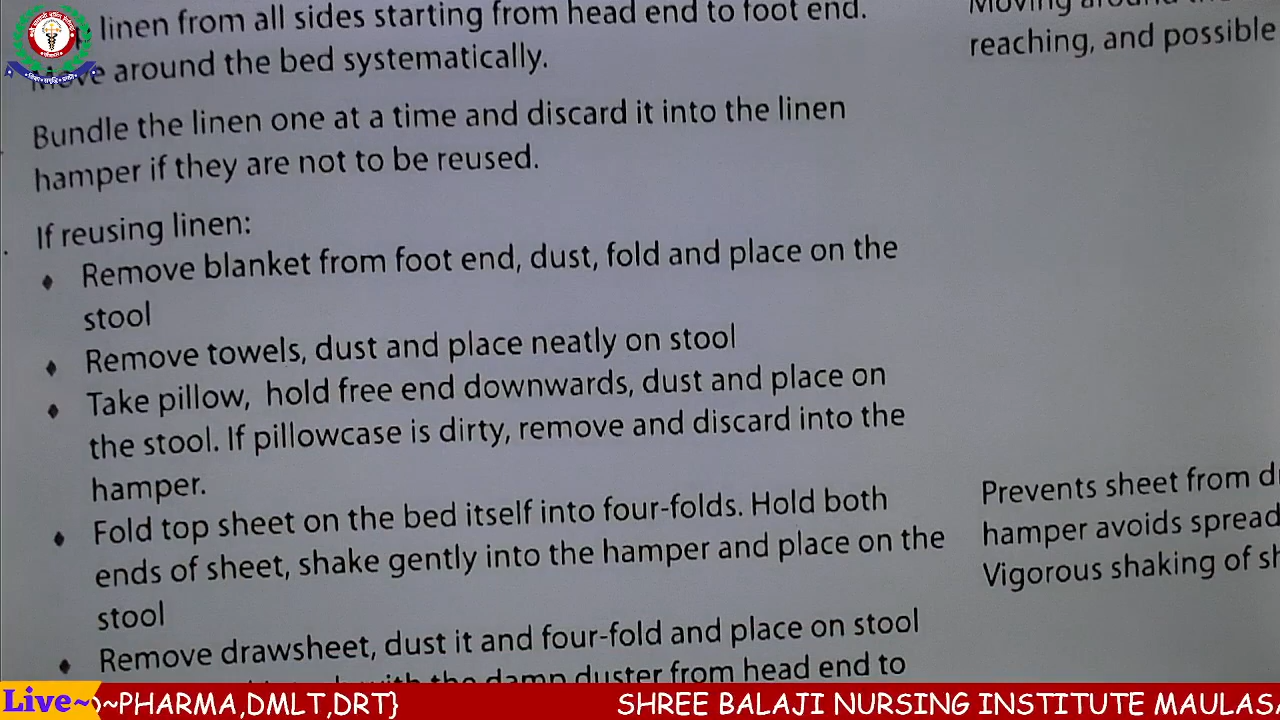 linen from all sides starting from head end to foot end.
Move around the bed systematically.
Bundle the linen one at a time and discard it into the linen
hamper if they are not to be reused.
If reusing linen:
♦ Remove blanket from foot end, dust, fold and place on the
stool
♦ Remove towels, dust and place neatly on stool
♦ Take pillow, hold free end downwards, dust and place on
the stool. If pillowcase is dirty, remove and discard into the
hamper.
♦ Fold top sheet on the bed itself into four-folds. Hold both
ends of sheet, shake gently into the hamper and place on the
stool
♦ Remove drawsheet, dust it and four-fold and place on stool
with the damp duster from head end to
Moving around
reaching, and possible
Prevents sheet from
hamper avoids spread
Vigorous shaking of
Live~ ~PHARMA,DMLT,DRT} SHREE BALAJI NURSING INSTITUTE